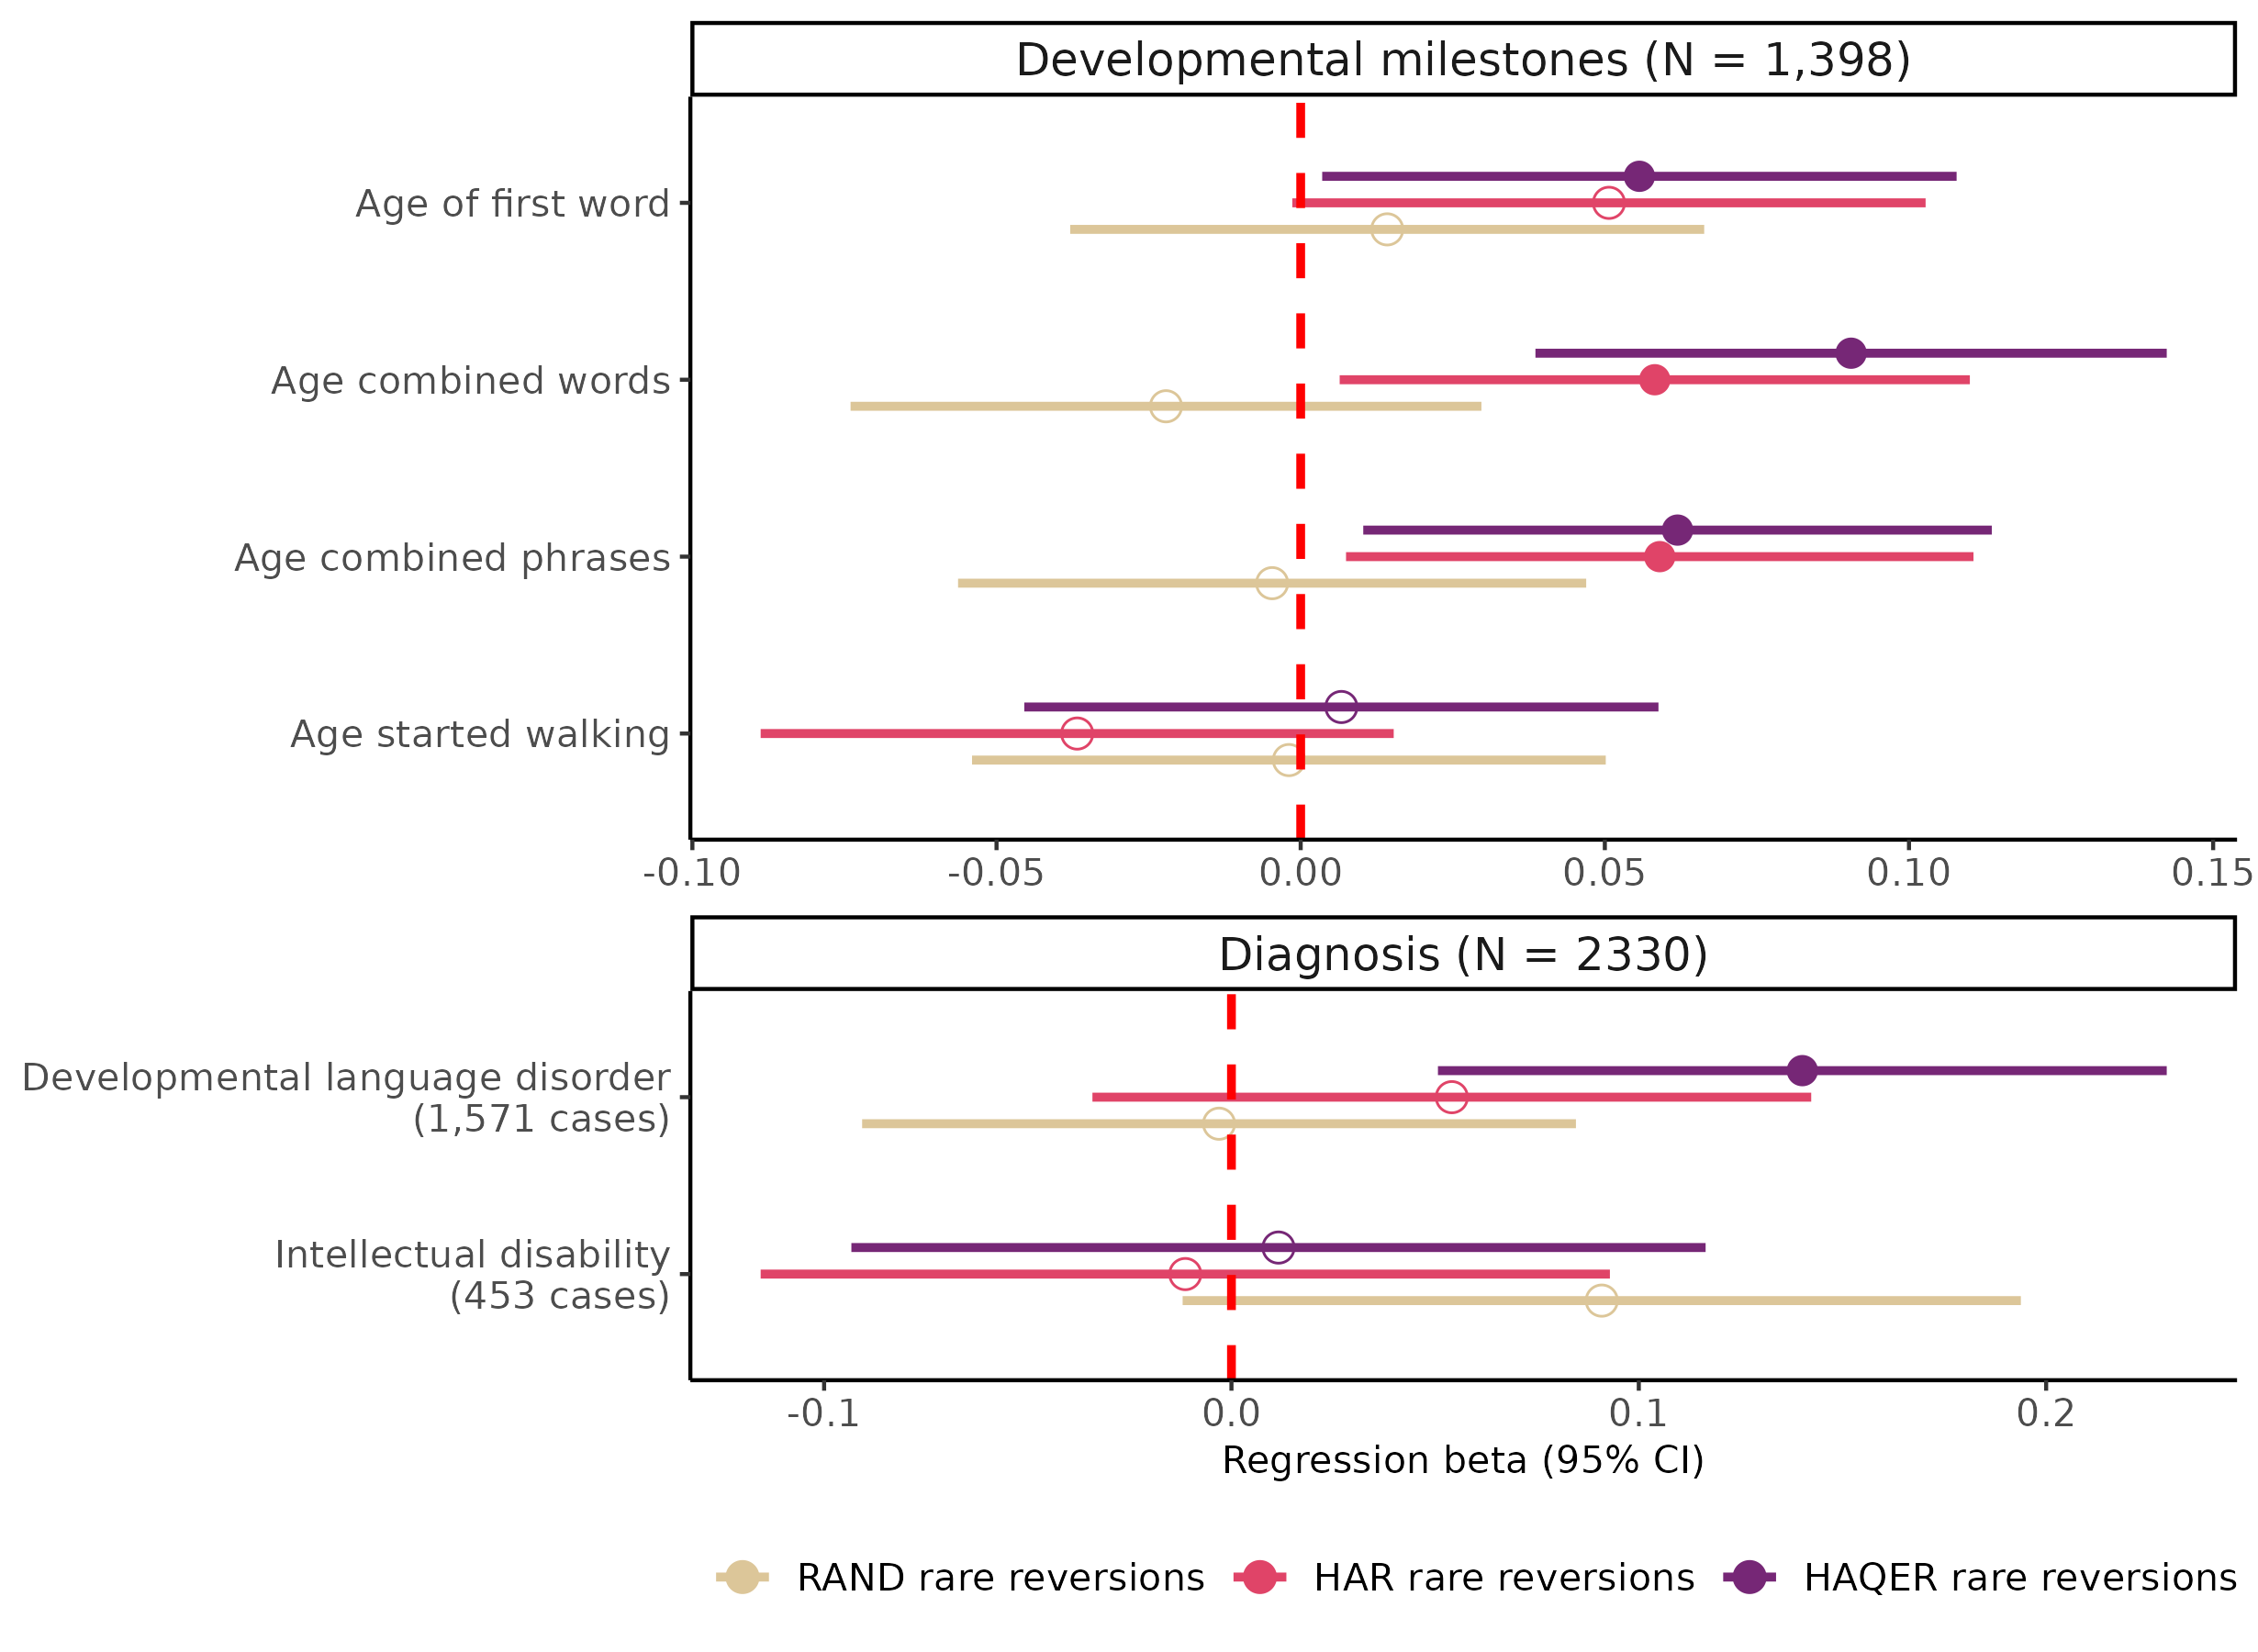 Developmental milestones (N = 1,398)
Age of first word
Age combined words
Age combined phrases
Age started walking
-0.10 -0.05 0.00 0.05 0.10 0.15
Diagnosis (N = 2330)
Developmental language disorder
(1,571 cases)
Intellectual disability
(453 cases)
-0.1 0.0 0.1 0.2
Regression beta (95% CI)
RAND rare reversions HAR rare reversions HAQER rare reversions